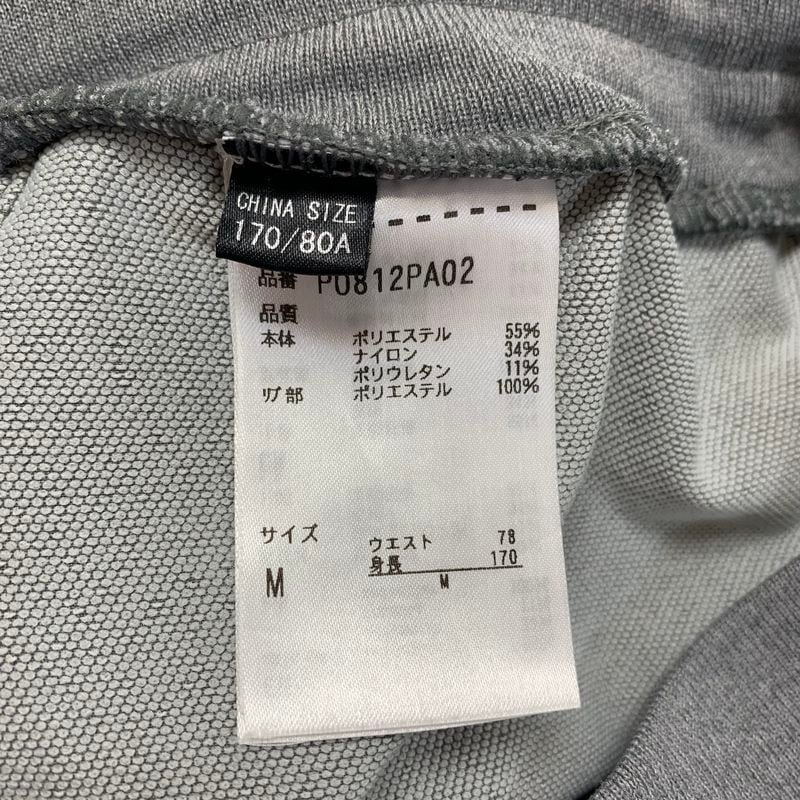 CHINA SIZE
170/80A
品番 P0812PA02
品質
本体 ポリエステル 55%
ナイロン 34%
ポリウレタン 11%
リブ部 ポリエステル 100%
サイズ ウエスト 78
身長 170
M M